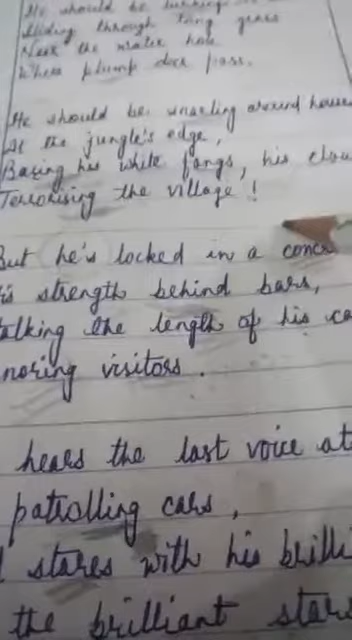 He should be lurking in
Sliding through long grass
Near the water hole
Where plump deer pass.
He should be snarling around houses
At the jungle's edge,
Baring his white fangs, his claws
Terrorising the village!
But he's locked in a conc
is strength behind bars,
talking the length of his ca
noring visitors.
hears the last voice at
patrolling cars,
stares with his brilli
the brilliant stars